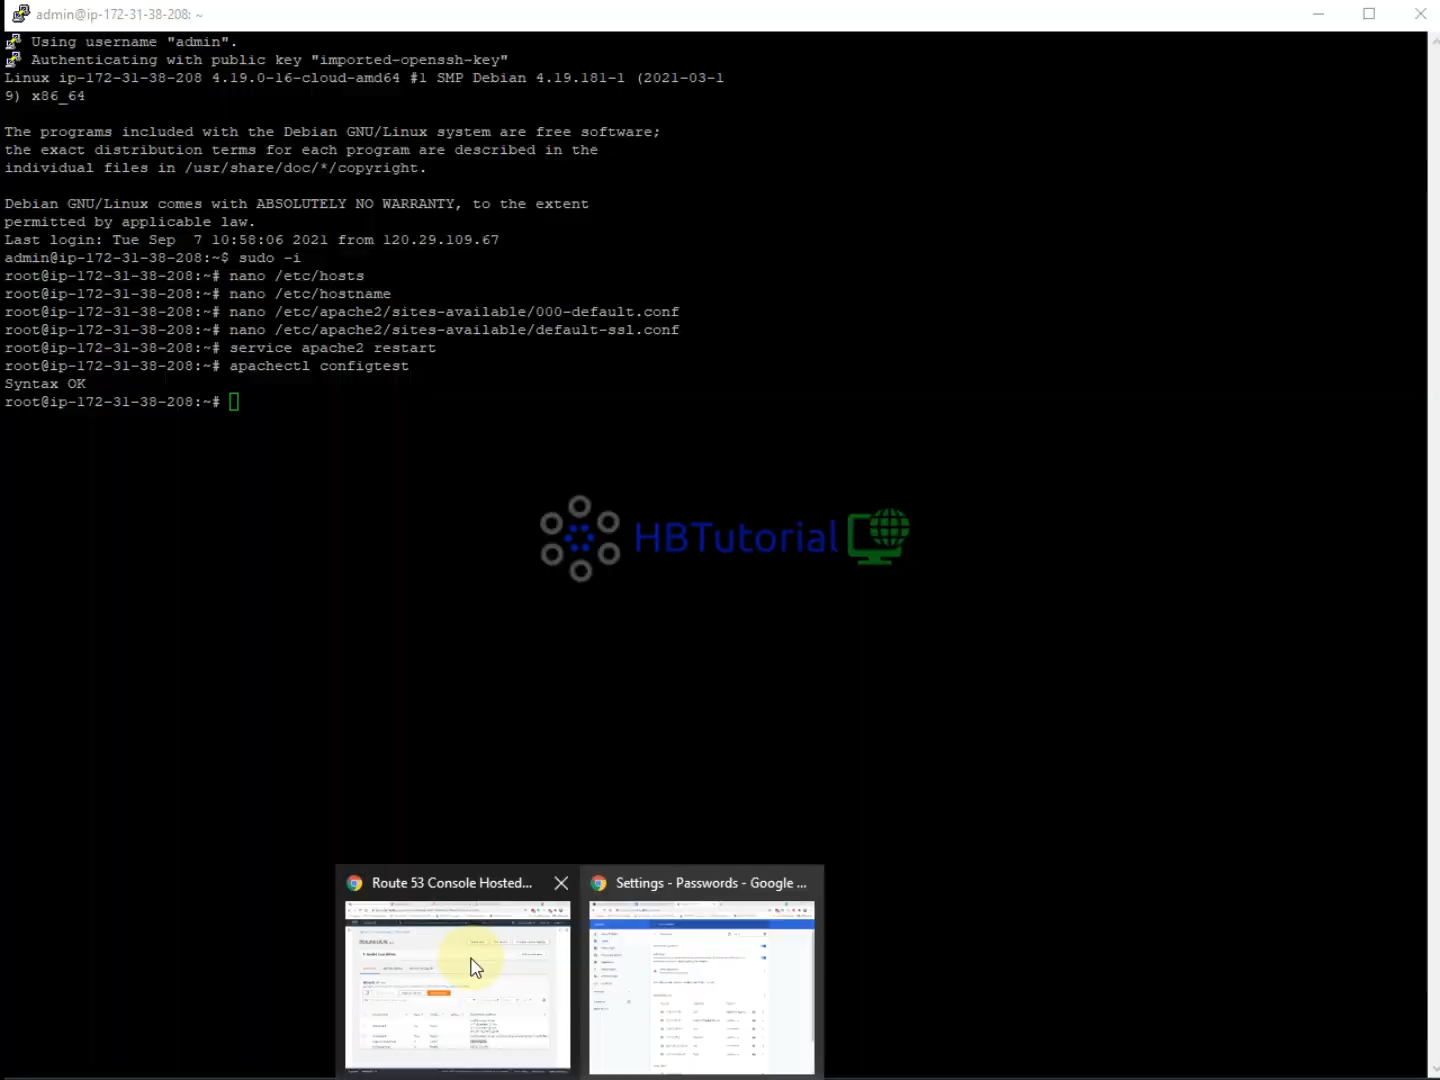 admin@ip-172-31-38-208: ~
Using username "admin".
Authenticating with public key "imported-openssh-key"
Linux ip-172-31-38-208 4.19.0-16-cloud-amd64 #1 SMP Debian 4.19.181-1 (2021-03-1
9) x86_64
The programs included with the Debian GNU/Linux system are free software;
the exact distribution terms for each program are described in the
individual files in /usr/share/doc/*/copyright.
Debian GNU/Linux comes with ABSOLUTELY NO WARRANTY, to the extent
permitted by applicable law.
Last login: Tue Sep  7 10:58:06 2021 from 120.29.109.67
admin@ip-172-31-38-208:~$ sudo -i
root@ip-172-31-38-208:~# nano /etc/hosts
root@ip-172-31-38-208:~# nano /etc/hostname
root@ip-172-31-38-208:~# nano /etc/apache2/sites-available/000-default.conf
root@ip-172-31-38-208:~# nano /etc/apache2/sites-available/default-ssl.conf
root@ip-172-31-38-208:~# service apache2 restart
root@ip-172-31-38-208:~# apachectl configtest
Syntax OK
root@ip-172-31-38-208:~#
HBTutorial
Route 53 Console Hosted...
Settings - Passwords - Google ...